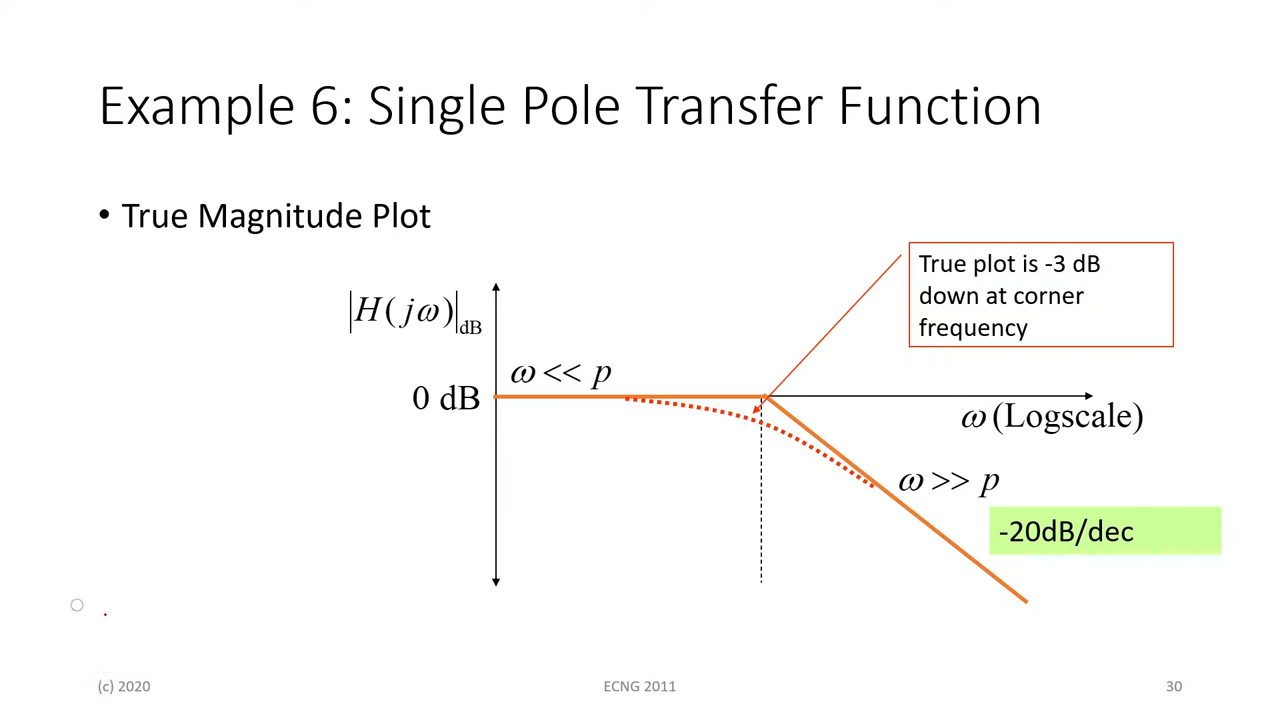 Example 6: Single Pole Transfer Function
• True Magnitude Plot
True plot is -3 dB
down at corner
frequency
|H(jω)|dB
ω << p
0 dB
ω (Logscale)
ω >> p
-20dB/dec
(c) 2020
ECNG 2011
30